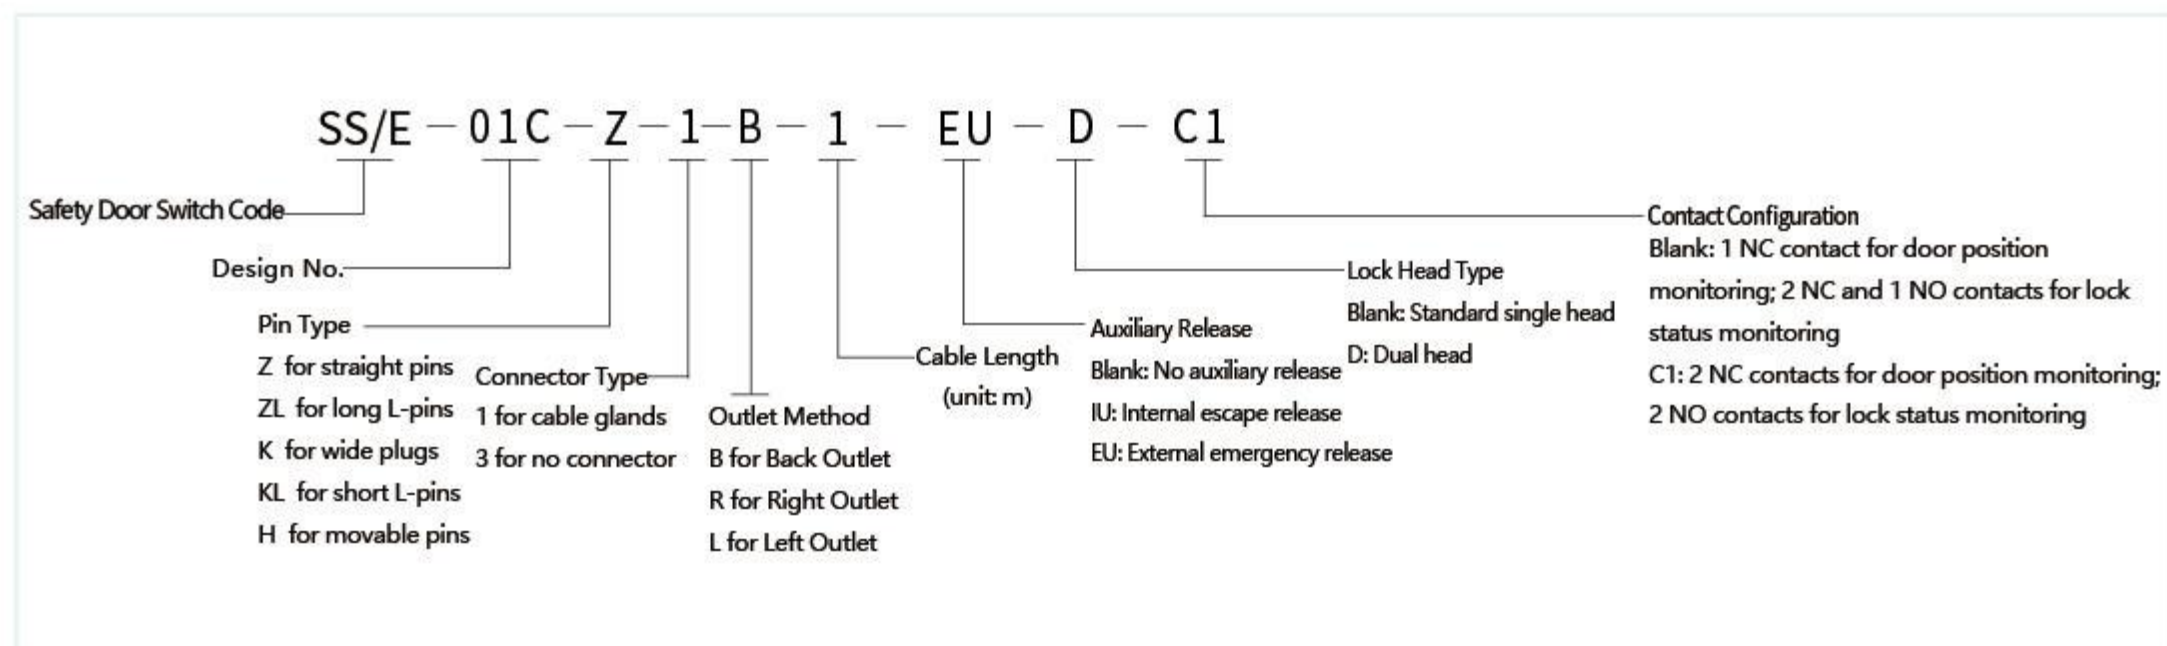 SS/E - 01C - Z - 1 - B - 1 - EU - D - C1
Safety Door Switch Code
Design No.
Pin Type
Z for straight pins
ZL for long L-pins
K for wide plugs
KL for short L-pins
H for movable pins
Connector Type
1 for cable glands
3 for no connector
Outlet Method
B for Back Outlet
R for Right Outlet
L for Left Outlet
Cable Length
(unit: m)
Auxiliary Release
Blank: No auxiliary release
IU: Internal escape release
EU: External emergency release
Lock Head Type
Blank: Standard single head
D: Dual head
Contact Configuration
Blank: 1 NC contact for door position
monitoring; 2 NC and 1 NO contacts for lock
status monitoring
C1: 2 NC contacts for door position monitoring;
2 NO contacts for lock status monitoring